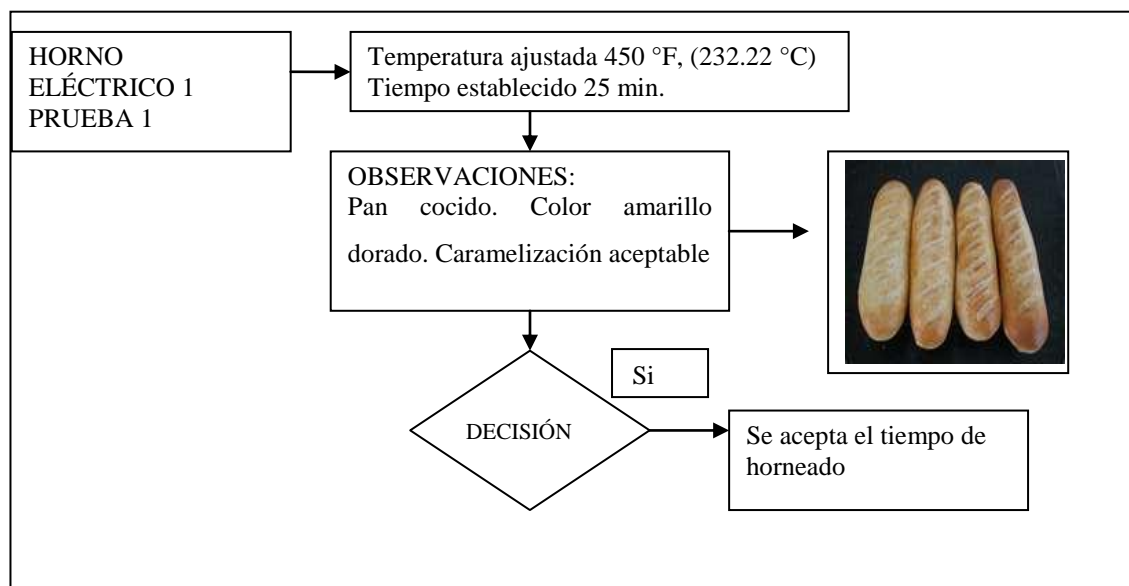 HORNO
ELÉCTRICO 1
PRUEBA 1
Temperatura ajustada 450 °F, (232.22 °C)
Tiempo establecido 25 min.
OBSERVACIONES:
Pan cocido. Color amarillo
dorado. Caramelización aceptable
Si
DECISIÓN
Se acepta el tiempo de
horneado